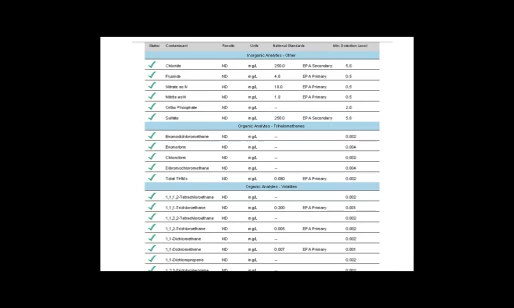 Status Contaminant Results Units National Standards Min. Detection Level
Inorganic Analytes - Other
Chloride ND mg/L 250.0 EPA Secondary 5.0
Fluoride ND mg/L 4.0 EPA Primary 0.5
Nitrate as N ND mg/L 10.0 EPA Primary 0.5
Nitrite as N ND mg/L 1.0 EPA Primary 0.5
Ortho Phosphate ND mg/L -- 2.0
Sulfate ND mg/L 250.0 EPA Secondary 5.0
Organic Analytes - Trihalomethanes
Bromodichloromethane ND mg/L -- 0.002
Bromoform ND mg/L -- 0.004
Chloroform ND mg/L -- 0.002
Dibromochloromethane ND mg/L -- 0.004
Total THMs ND mg/L 0.080 EPA Primary 0.002
Organic Analytes - Volatiles
1,1,1,2-Tetrachloroethane ND mg/L -- 0.002
1,1,1-Trichloroethane ND mg/L 0.200 EPA Primary 0.001
1,1,2,2-Tetrachloroethane ND mg/L -- 0.002
1,1,2-Trichloroethane ND mg/L 0.005 EPA Primary 0.002
1,1-Dichloroethane ND mg/L -- 0.002
1,1-Dichloroethene ND mg/L 0.007 EPA Primary 0.001
1,1-Dichloropropene ND mg/L -- 0.002